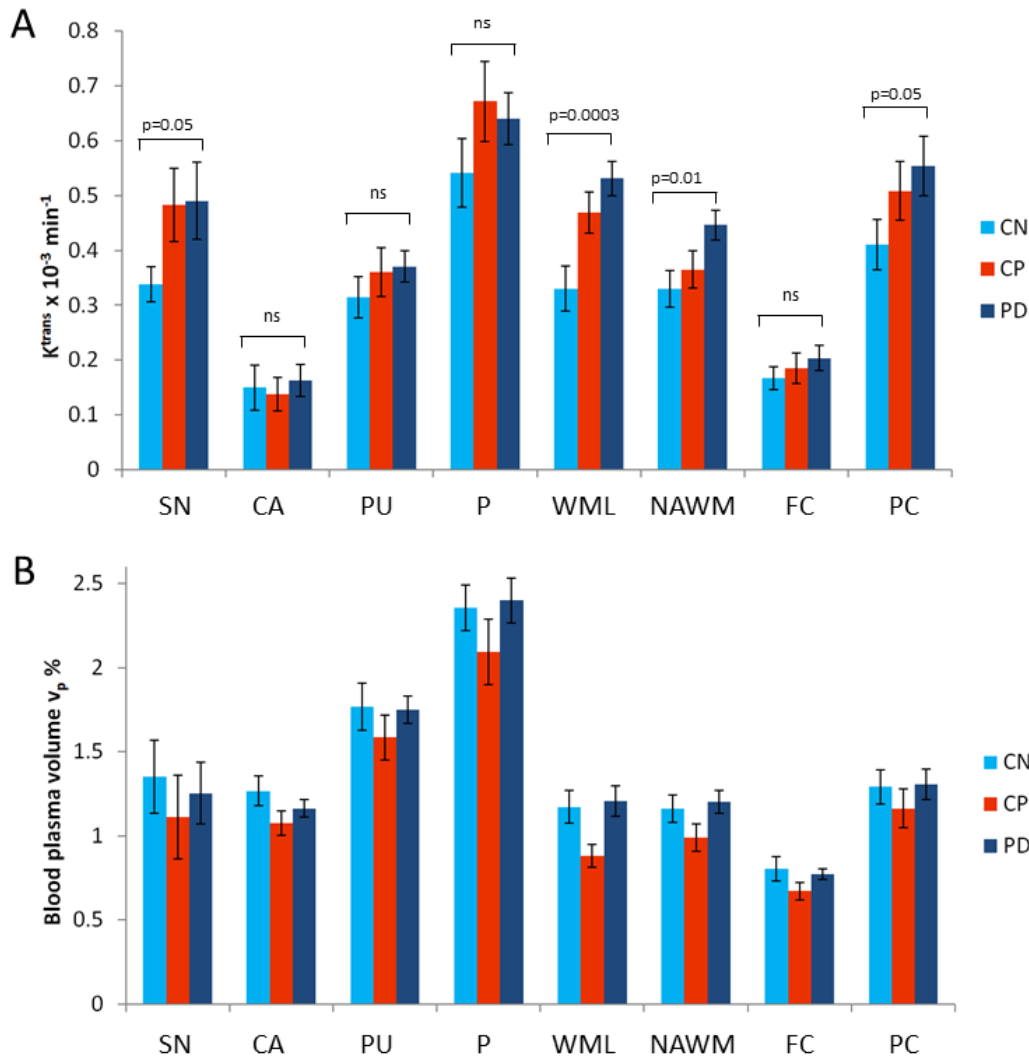 A
0.8
0.7
0.6
0.5
0.4
0.3
0.2
0.1
0
K^trans x 10^-3 min^-1
p=0.05
ns
ns
ns
p=0.0003
p=0.01
ns
p=0.05
CN
CP
PD
SN CA PU P WML NAWM FC PC
B
2.5
2
1.5
1
0.5
0
Blood plasma volume v_p %
CN
CP
PD
SN CA PU P WML NAWM FC PC